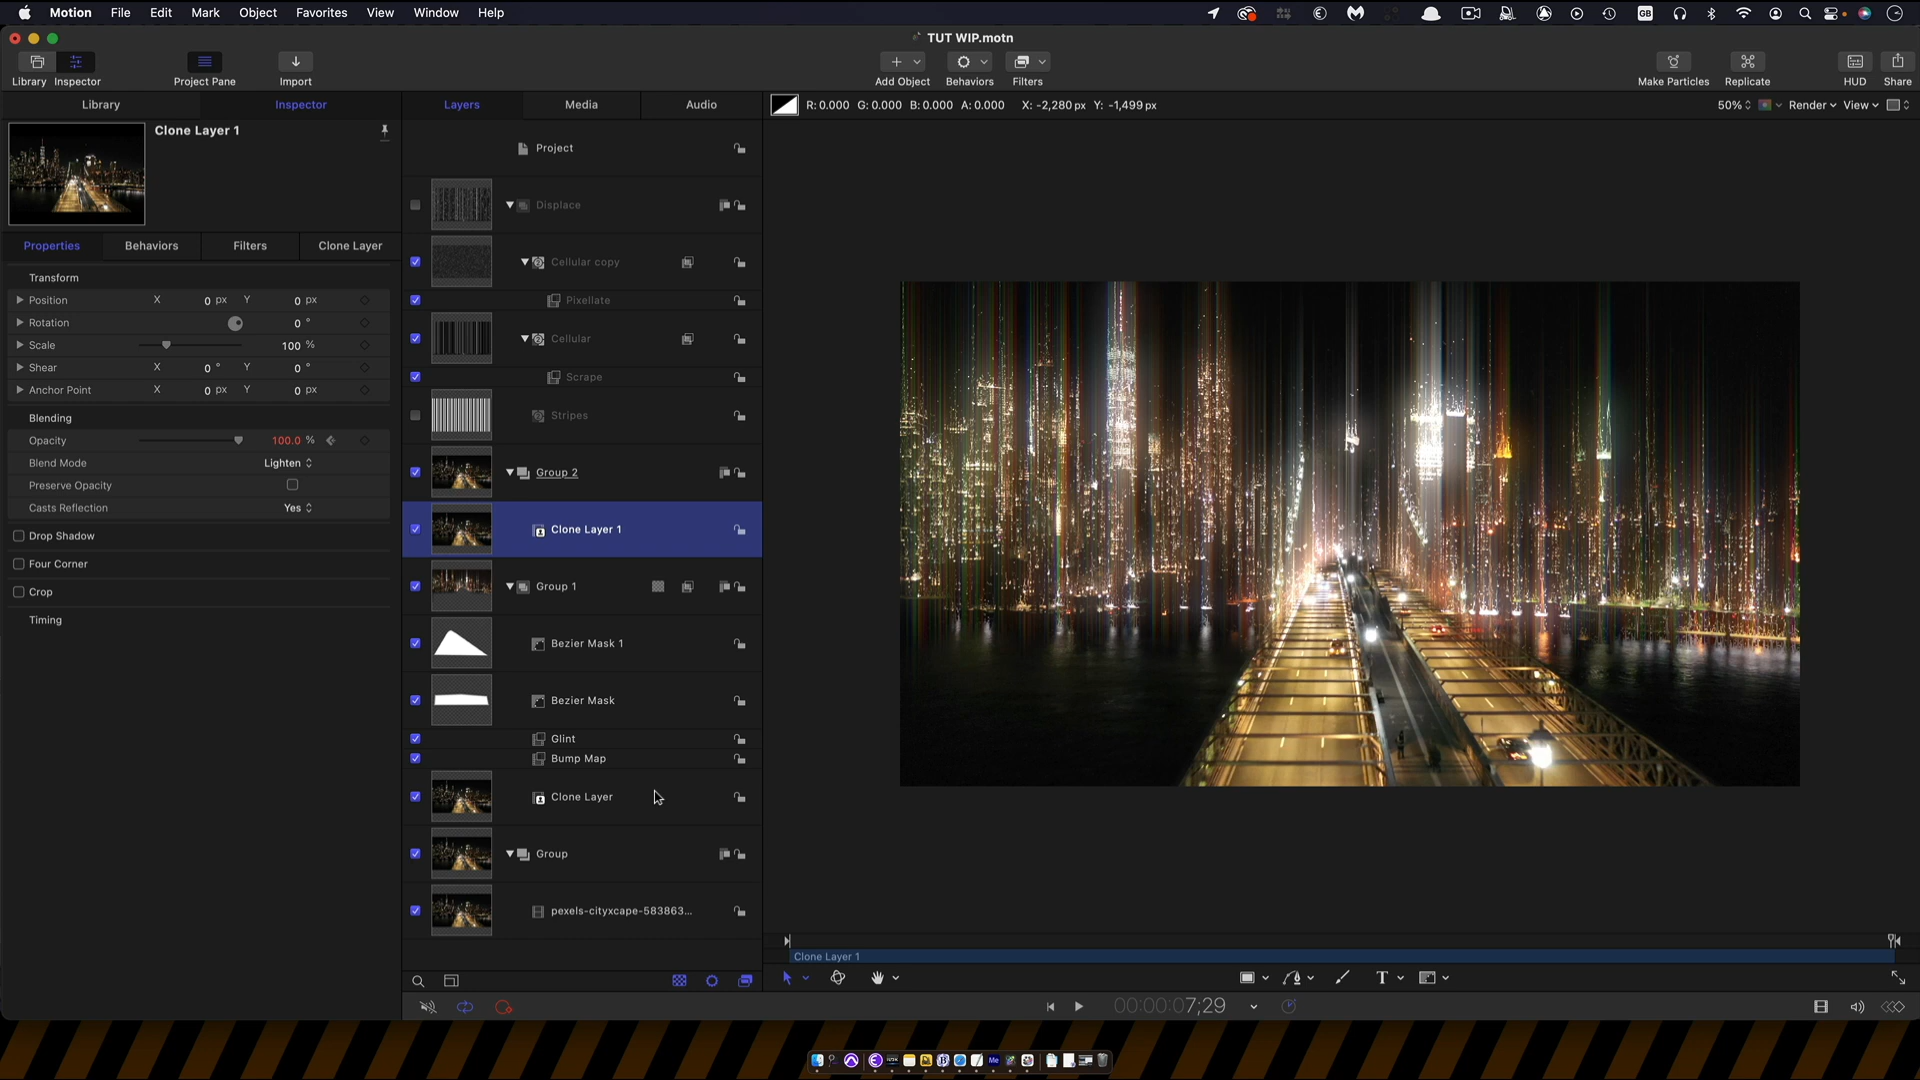 Motion File Edit Mark Object Favorites View Window Help
GB
TUT WIP.motn
Library Inspector Project Pane Import Add Object Behaviors Filters Make Particles Replicate HUD Share
Library Inspector Layers Media Audio R: 0.000 G: 0.000 B: 0.000 A: 0.000 X: -2,280 px Y: -1,499 px 50% Render View
Clone Layer 1
Properties Behaviors Filters Clone Layer
Transform
Position X 0 px Y 0 px
Rotation 0 °
Scale 100 %
Shear X 0 ° Y 0 °
Anchor Point X 0 px Y 0 px
Blending
Opacity 100.0 %
Blend Mode Lighten
Preserve Opacity
Casts Reflection Yes
Drop Shadow
Four Corner
Crop
Timing
Project
Displace
Cellular copy
Pixellate
Cellular
Scrape
Stripes
Group 2
Clone Layer 1
Group 1
Bezier Mask 1
Bezier Mask
Glint
Bump Map
Clone Layer
Group
pexels-cityxcape-583863...
Clone Layer 1
T
00:00:07;29
Me